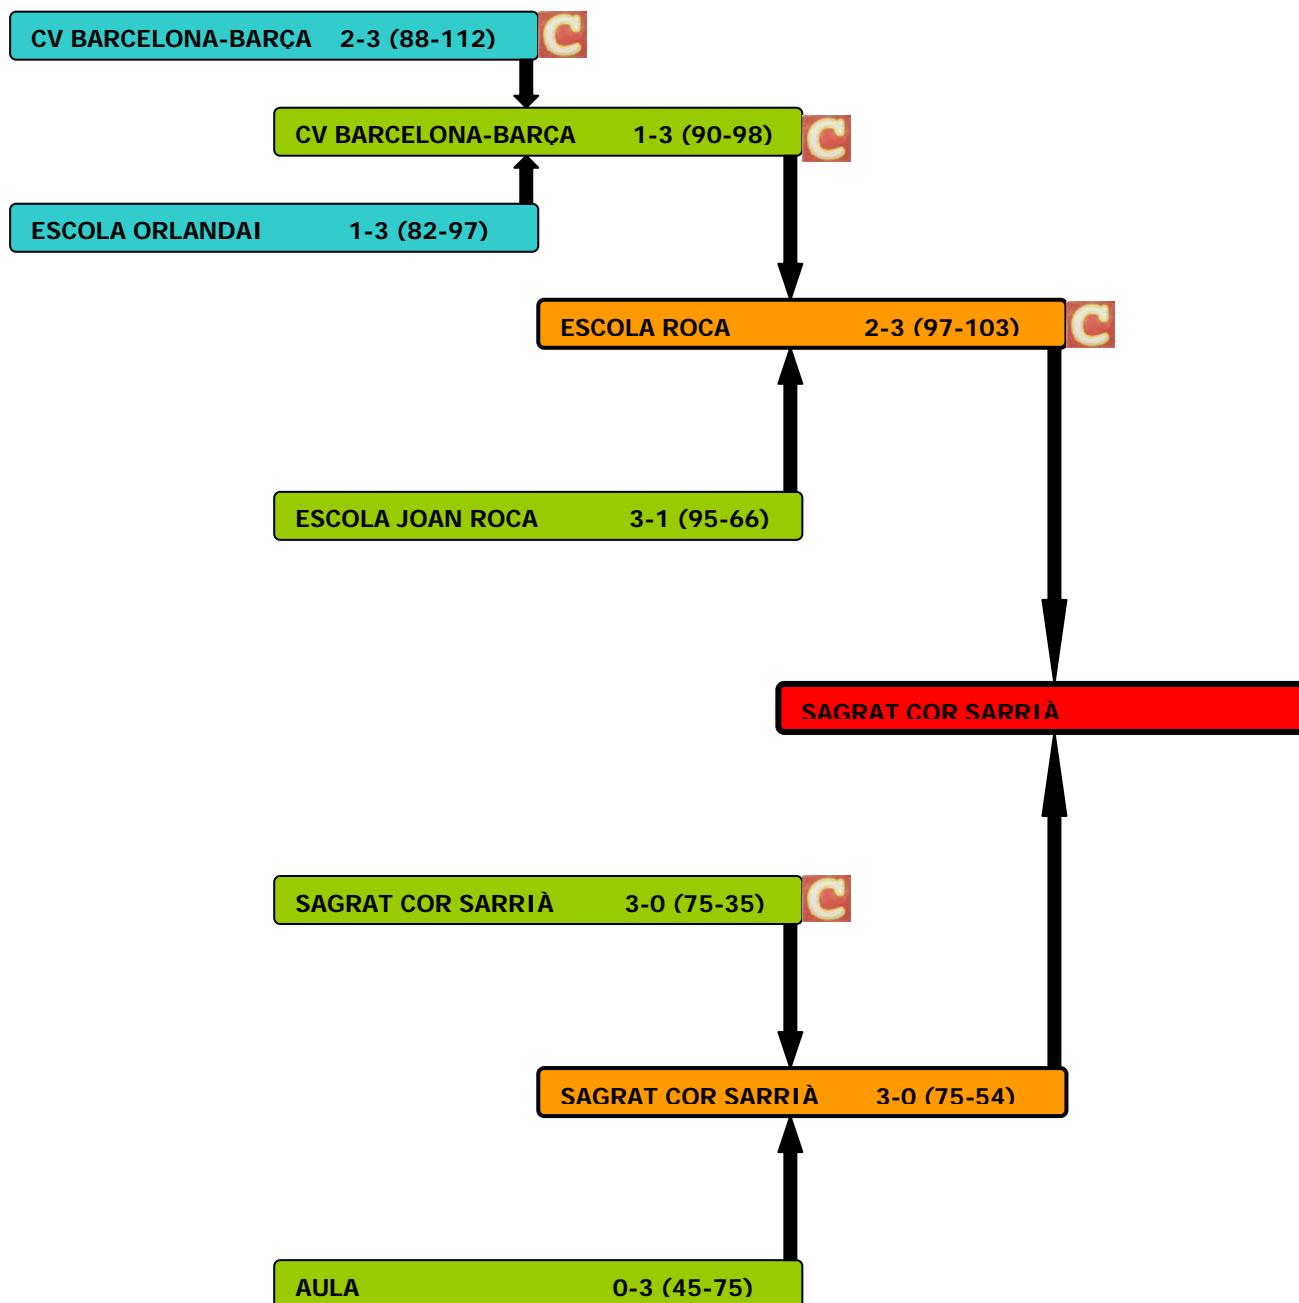 CV BARCELONA-BARÇA 2-3 (88-112)
C
CV BARCELONA-BARÇA 1-3 (90-98)
C
ESCOLA ORLANDAI 1-3 (82-97)
ESCOLA ROCA 2-3 (97-103)
C
ESCOLA JOAN ROCA 3-1 (95-66)
SAGRAT COR SARRIÀ
SAGRAT COR SARRIÀ 3-0 (75-35)
C
SAGRAT COR SARRIÀ 3-0 (75-54)
AULA 0-3 (45-75)